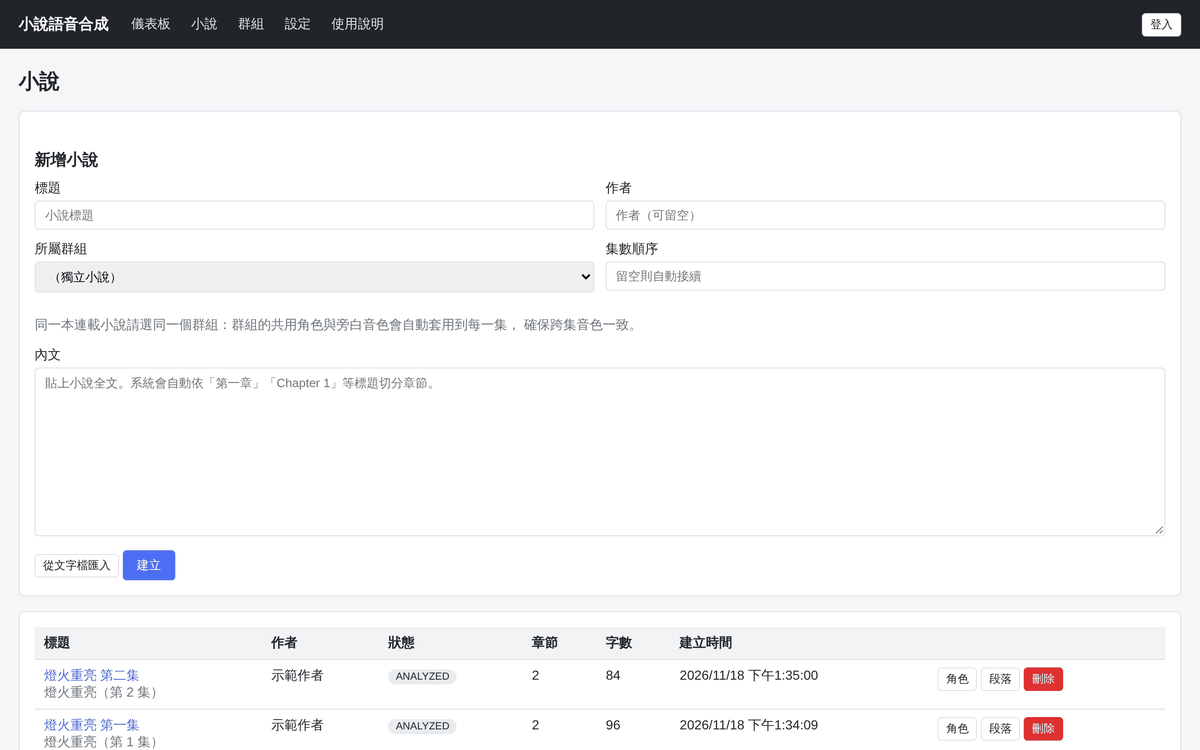 小說語音合成 儀表板 小說 群組 設定 使用說明 登入
小說
新增小說
標題 作者
小說標題 作者（可留空）
所屬群組 集數順序
（獨立小說） 留空則自動接續
同一本連載小說請選同一個群組：群組的共用角色與旁白音色會自動套用到每一集， 確保跨集音色一致。
內文
貼上小說全文。系統會自動依「第一章」「Chapter 1」等標題切分章節。
從文字檔匯入 建立
標題 作者 狀態 章節 字數 建立時間
燈火重亮 第二集 示範作者 ANALYZED 2 84 2026/11/18 下午1:35:00 角色 段落 刪除
燈火重亮（第 2 集）
燈火重亮 第一集 示範作者 ANALYZED 2 96 2026/11/18 下午1:34:09 角色 段落 刪除
燈火重亮（第 1 集）